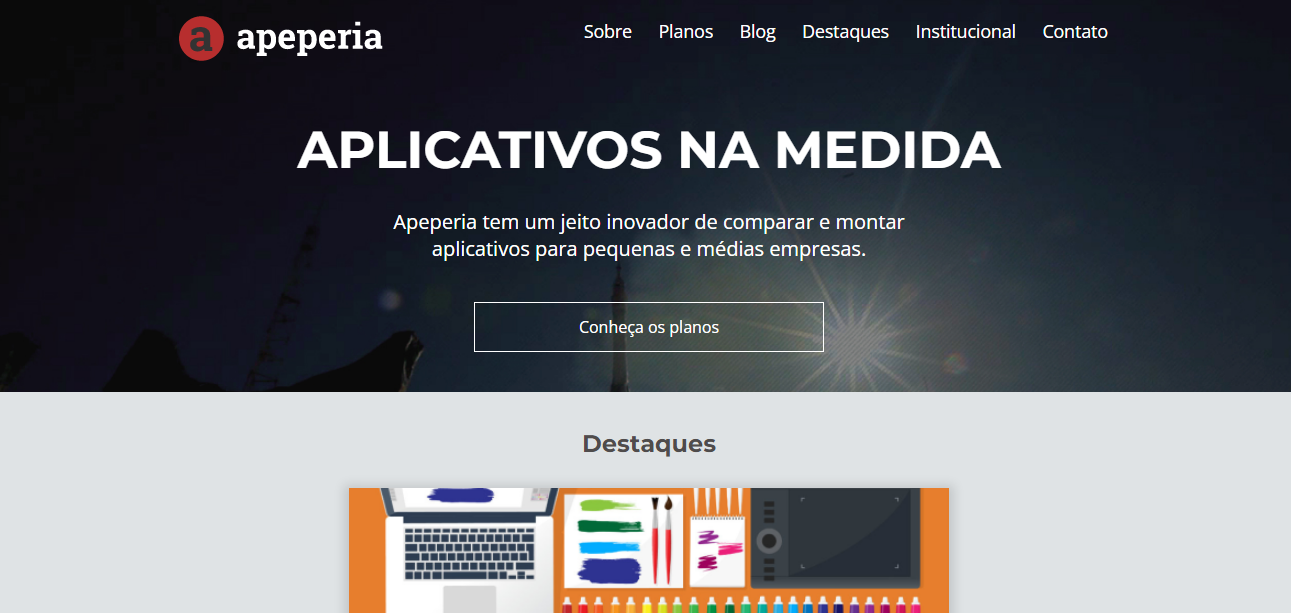 a apeperia
Sobre Planos Blog Destaques Institucional Contato
APLICATIVOS NA MEDIDA
Apeperia tem um jeito inovador de comparar e montar
aplicativos para pequenas e médias empresas.
Conheça os planos
Destaques